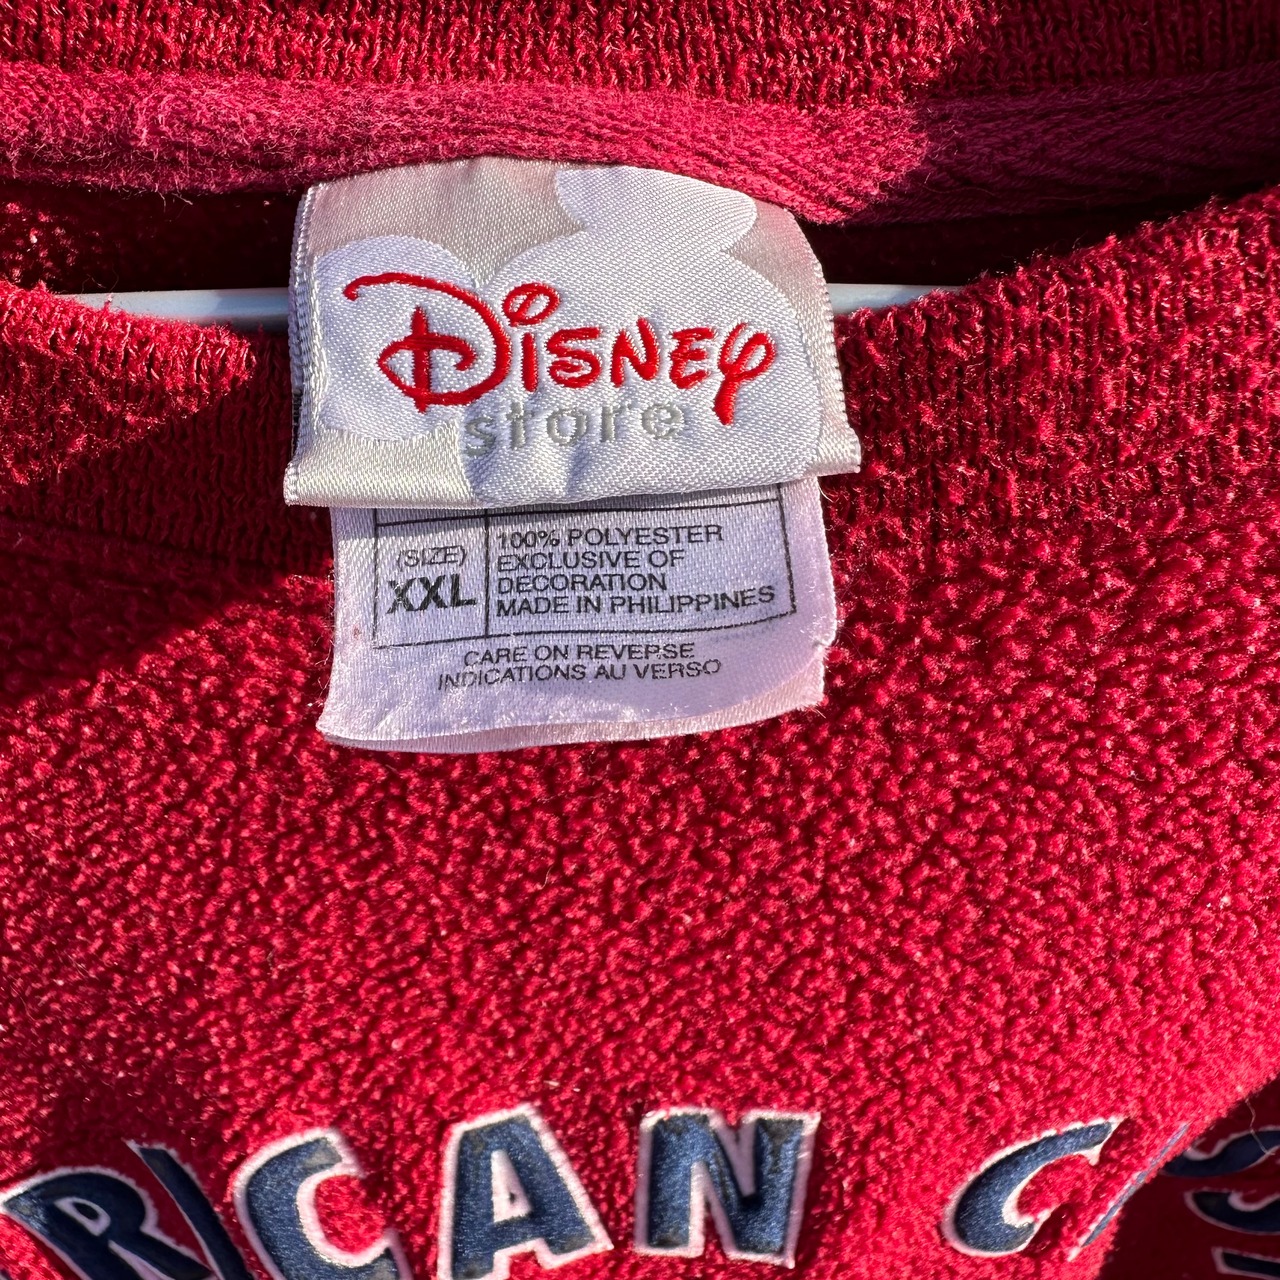 Disney
store
(SIZE)
XXL
100% POLYESTER
EXCLUSIVE OF
DECORATION
MADE IN PHILIPPINES
CARE ON REVERSE
INDICATIONS AU VERSO
RICAN C